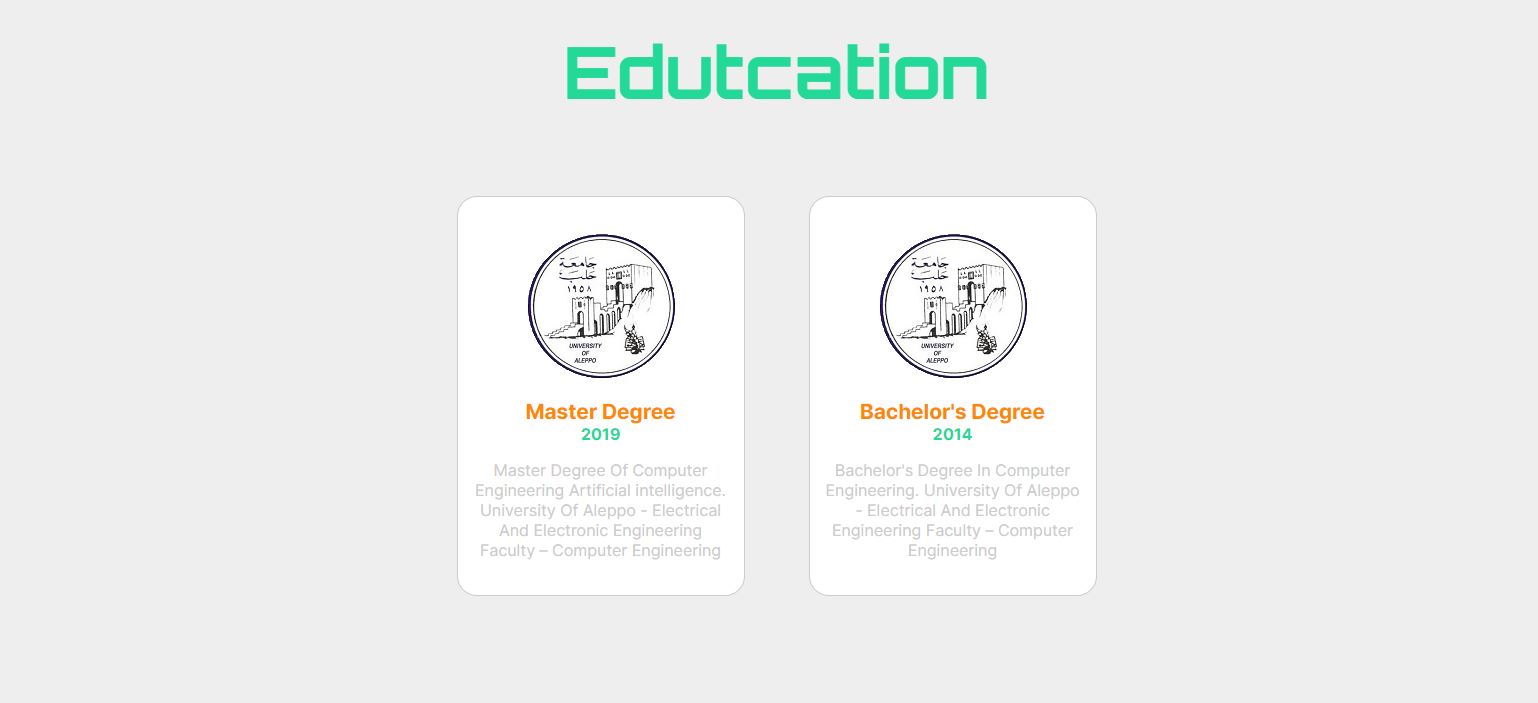 Edutcation
جامعة
حلب
١٩٥٨
UNIVERSITY
OF
ALEPPO
Master Degree
2019
Master Degree Of Computer
Engineering Artificial intelligence.
University Of Aleppo - Electrical
And Electronic Engineering
Faculty – Computer Engineering
جامعة
حلب
١٩٥٨
UNIVERSITY
OF
ALEPPO
Bachelor's Degree
2014
Bachelor's Degree In Computer
Engineering. University Of Aleppo
- Electrical And Electronic
Engineering Faculty – Computer
Engineering